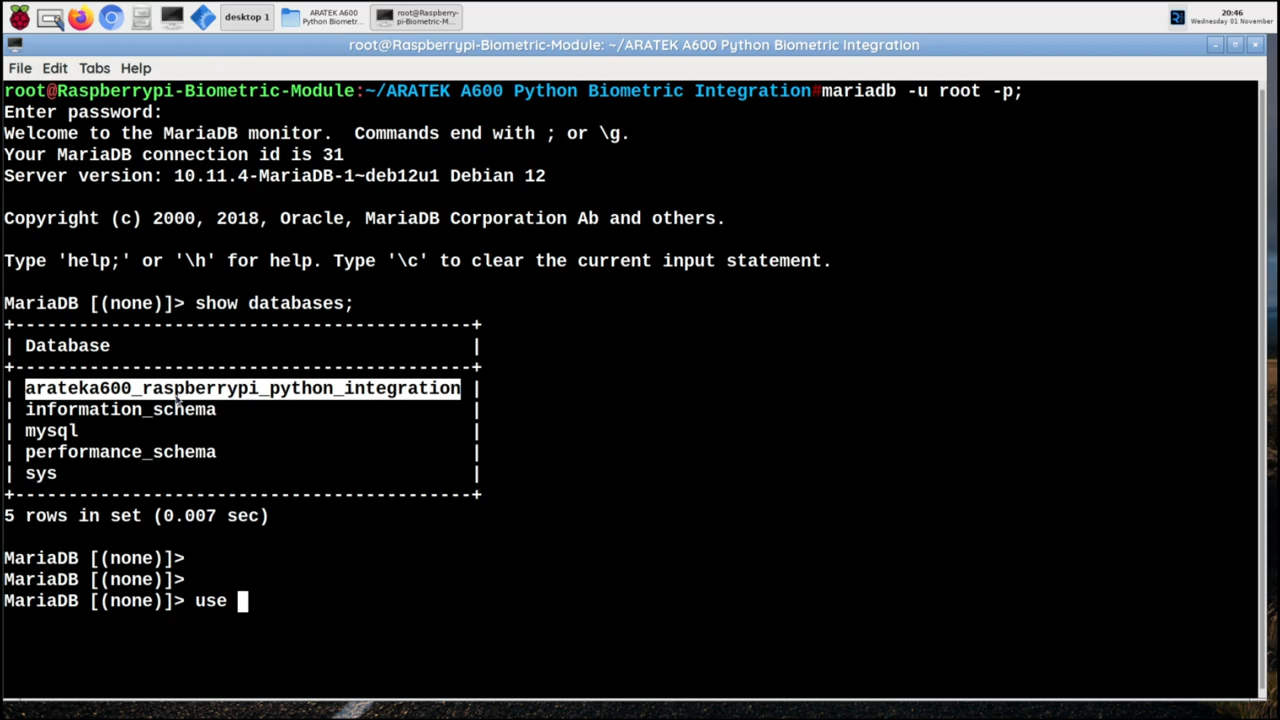 desktop 1
ARATEK A600
Python Biometr...
root@Raspberry-
pi-Biometric-M...
20:46
Wednesday 01 November
root@Raspberrypi-Biometric-Module: ~/ARATEK A600 Python Biometric Integration
File Edit Tabs Help
root@Raspberrypi-Biometric-Module:~/ARATEK A600 Python Biometric Integration#mariadb -u root -p;
Enter password:
Welcome to the MariaDB monitor.  Commands end with ; or \g.
Your MariaDB connection id is 31
Server version: 10.11.4-MariaDB-1~deb12u1 Debian 12
Copyright (c) 2000, 2018, Oracle, MariaDB Corporation Ab and others.
Type 'help;' or '\h' for help. Type '\c' to clear the current input statement.
MariaDB [(none)]> show databases;
+------------------------------------------+
| Database                                 |
+------------------------------------------+
| arateka600_raspberrypi_python_integration |
| information_schema                       |
| mysql                                    |
| performance_schema                       |
| sys                                      |
+------------------------------------------+
5 rows in set (0.007 sec)
MariaDB [(none)]>
MariaDB [(none)]>
MariaDB [(none)]> use